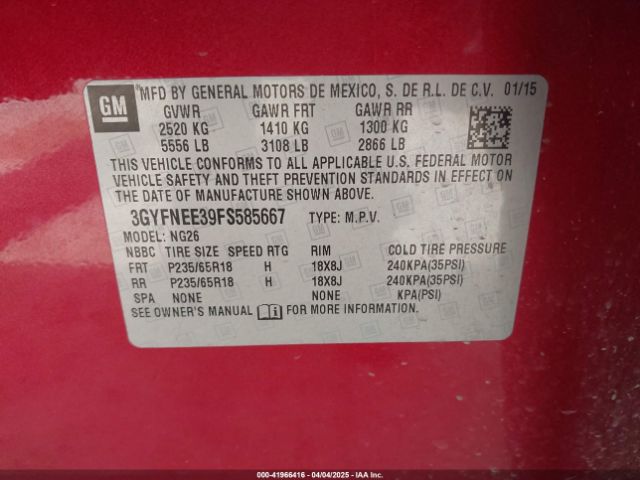 GM
MFD BY GENERAL MOTORS DE MEXICO, S. DE R.L. DE C.V. 01/15
GVWR GAWR FRT GAWR RR
2520 KG 1410 KG 1300 KG
5556 LB 3108 LB 2866 LB
THIS VEHICLE CONFORMS TO ALL APPLICABLE U.S. FEDERAL MOTOR
VEHICLE SAFETY AND THEFT PREVENTION STANDARDS IN EFFECT ON
THE DATE OF MANUFACTURE SHOWN ABOVE.
3GYFNEE39FS585667 TYPE: M.P.V.
MODEL: NG26
NBBC TIRE SIZE SPEED RTG RIM COLD TIRE PRESSURE
FRT P235/65R18 H 18X8J 240KPA(35PSI)
RR P235/65R18 H 18X8J 240KPA(35PSI)
SPA NONE NONE KPA(PSI)
SEE OWNER'S MANUAL FOR MORE INFORMATION.
000-41966416 - 04/04/2025 - IAAI, Inc.